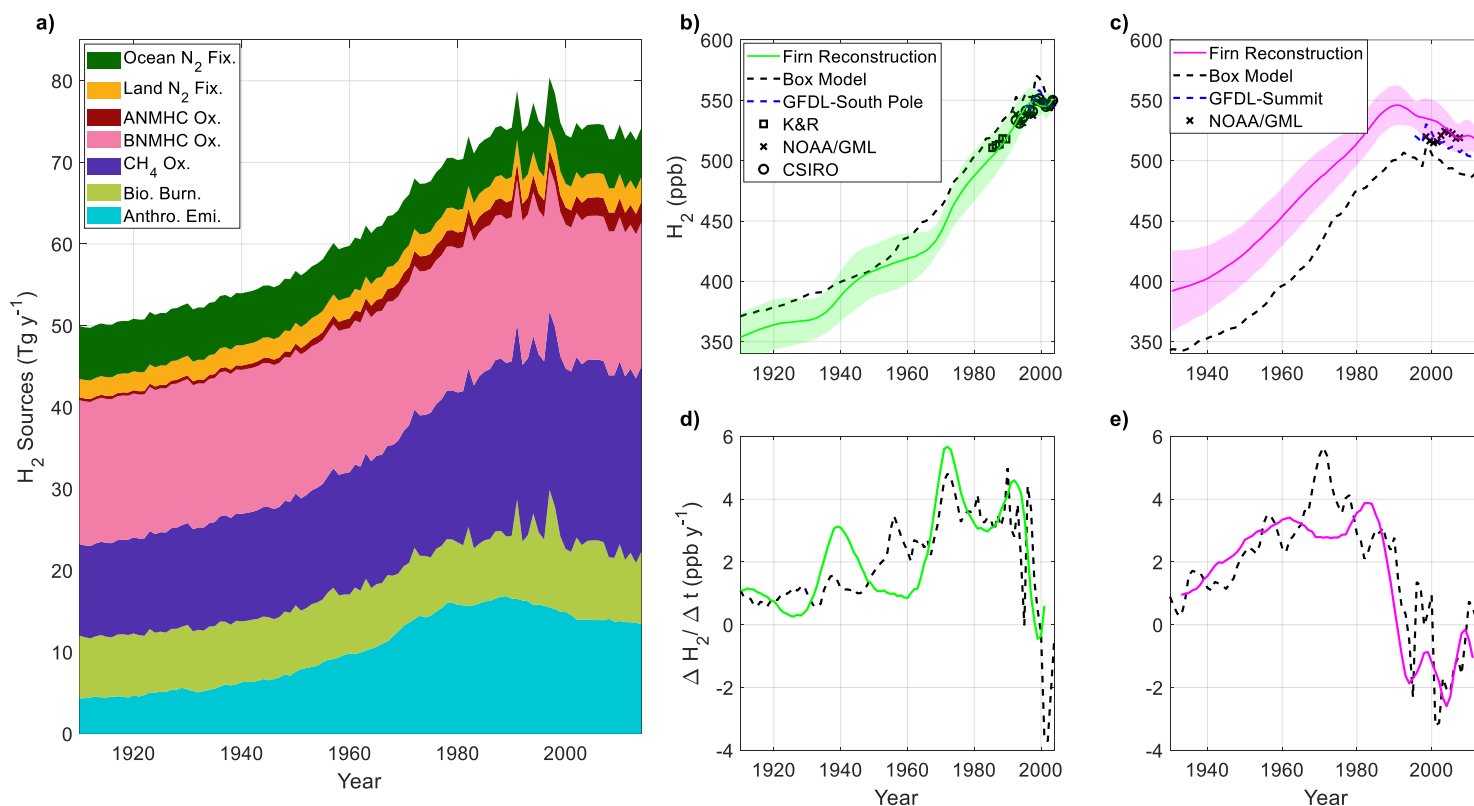 a)
Ocean N2 Fix.
Land N2 Fix.
ANMHC Ox.
BNMHC Ox.
CH4 Ox.
Bio. Burn.
Anthro. Emi.
H2 Sources (Tg y-1)
80
70
60
50
40
30
20
10
0
1920 1940 1960 1980 2000
Year
b)
Firn Reconstruction
Box Model
GFDL-South Pole
K&R
NOAA/GML
CSIRO
H2 (ppb)
600
550
500
450
400
350
1920 1940 1960 1980 2000
c)
Firn Reconstruction
Box Model
GFDL-Summit
NOAA/GML
600
550
500
450
400
350
1940 1960 1980 2000
d)
Δ H2/ Δ t (ppb y-1)
6
4
2
0
-2
-4
1920 1940 1960 1980 2000
Year
e)
6
4
2
0
-2
-4
1940 1960 1980 2000
Year